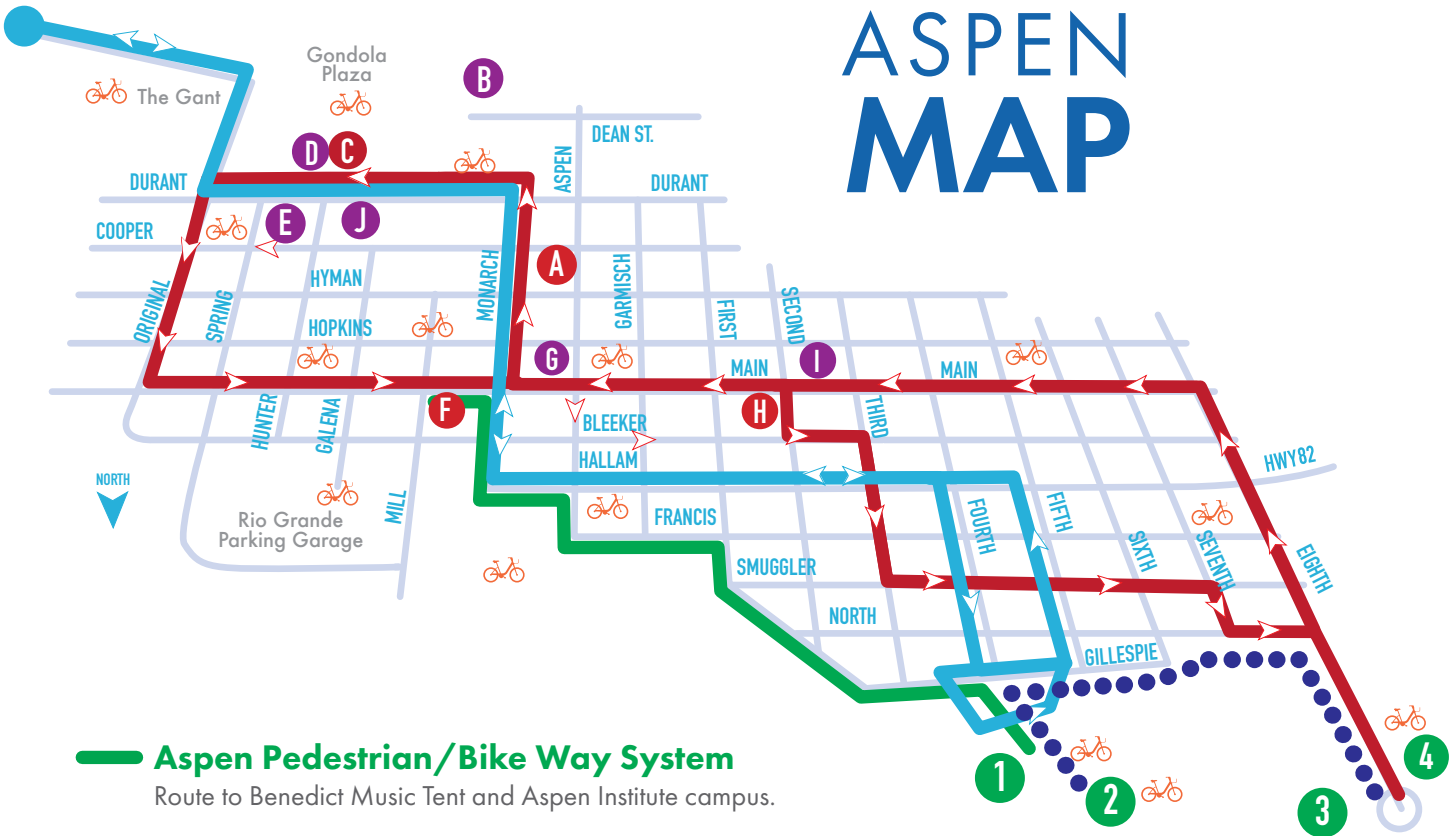 ASPEN
MAP
Gondola
Plaza
The Gant
B
DEAN ST.
D
C
ASPEN
DURANT
DURANT
E
J
COOPER
A
MONARCH
HYMAN
GARMISCH
SECOND
ORIGINAL
SPRING
HOPKINS
FIRST
G
MAIN
I
MAIN
F
H
BLEEKER
THIRD
HUNTER
GALENA
HALLAM
HWY82
NORTH
MILL
Rio Grande
Parking Garage
FRANCIS
FOURTH
FIFTH
SIXTH
SEVENTH
EIGHTH
SMUGGLER
NORTH
GILLESPIE
Aspen Pedestrian/Bike Way System
Route to Benedict Music Tent and Aspen Institute campus.
1
2
3
4